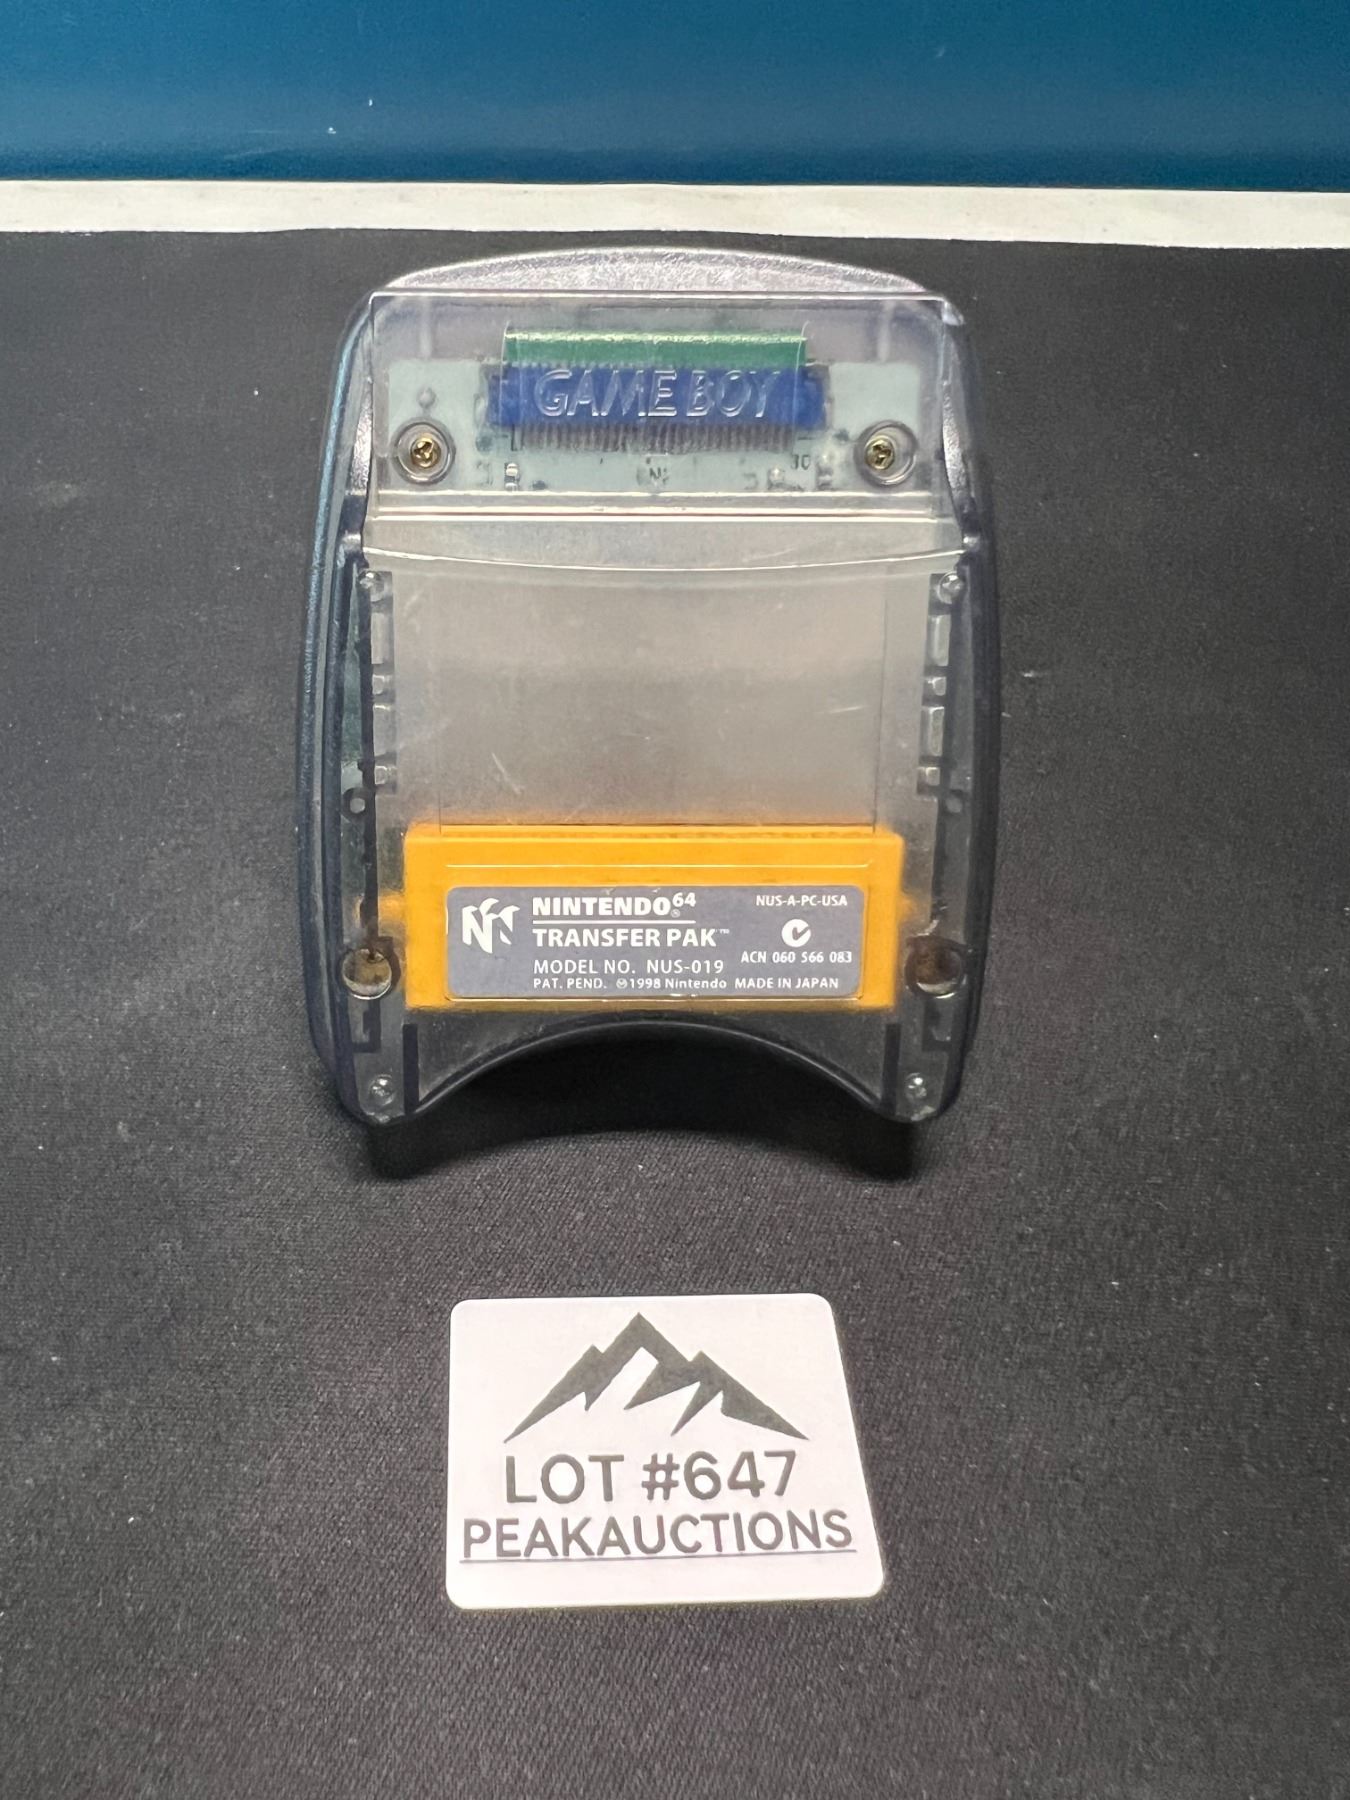 GAME BOY
NINTENDO64®
TRANSFER PAK™
MODEL NO. NUS-019
PAT. PEND. ©1998 Nintendo MADE IN JAPAN
NUS-A-PC-USA
ACN 060 566 083
LOT #647
PEAKAUCTIONS